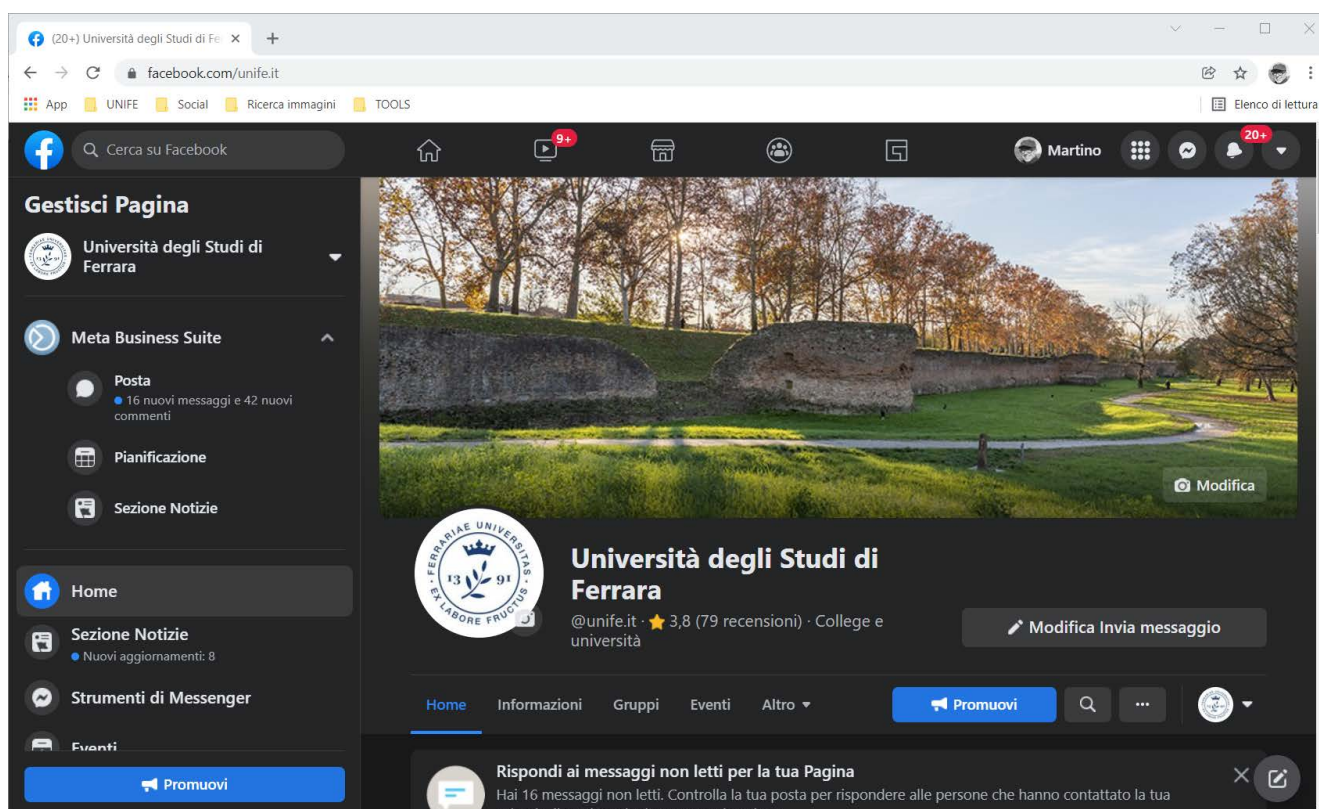 (20+) Università degli Studi di Fe
facebook.com/unife.it
App UNIFE Social Ricerca immagini TOOLS Elenco di lettura
Cerca su Facebook 9+ Martino 20+
Gestisci Pagina
Università degli Studi di
Ferrara
Meta Business Suite
Posta
16 nuovi messaggi e 42 nuovi
commenti
Pianificazione
Sezione Notizie
Home
Sezione Notizie
Nuovi aggiornamenti: 8
Strumenti di Messenger
Eventi
Promuovi
Modifica
FERRARIAE UNIVERSITAS
13 91
EX LABORE FRUCTUS
Università degli Studi di
Ferrara
@unife.it · 3,8 (79 recensioni) · College e
università
Modifica Invia messaggio
Home Informazioni Gruppi Eventi Altro Promuovi
Rispondi ai messaggi non letti per la tua Pagina
Hai 16 messaggi non letti. Controlla la tua posta per rispondere alle persone che hanno contattato la tua